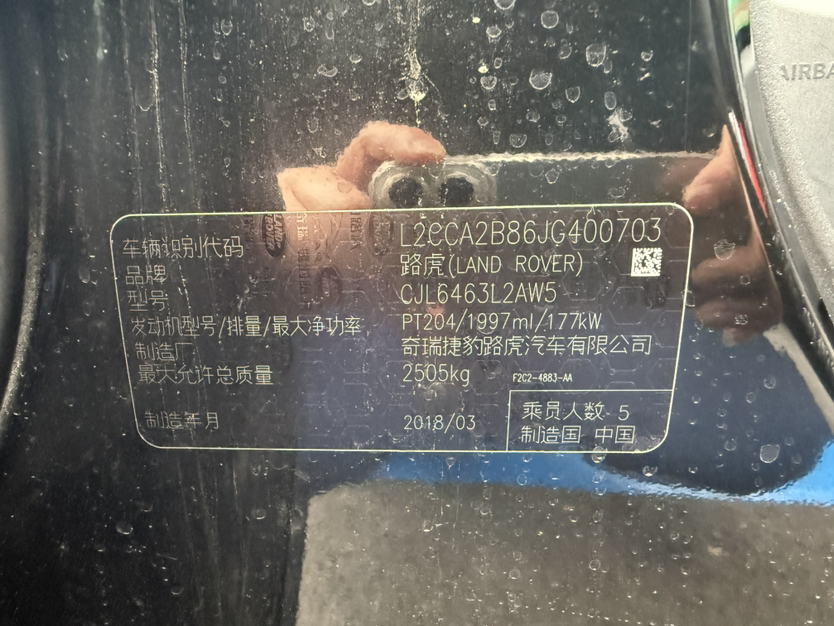 AIRBA
车辆识别代码 L2CCA2B86JG400703
品牌 路虎(LAND ROVER)
型号 CJL6463L2AW5
发动机型号/排量/最大净功率 PT204/1997ml/177kW
制造厂 奇瑞捷豹路虎汽车有限公司
最大允许总质量 2505kg
F2C2-4883-AA
制造年月 2018/03
乘员人数 5
制造国 中国